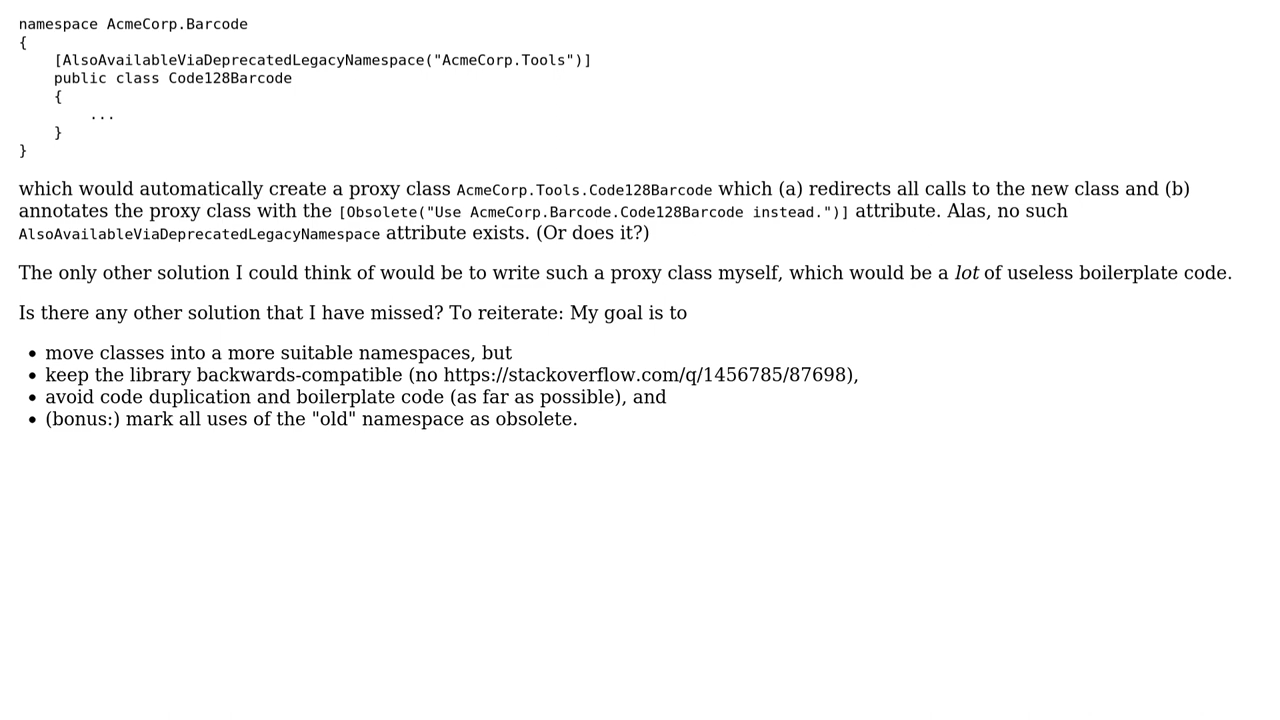 namespace AcmeCorp.Barcode
{
    [AlsoAvailableViaDeprecatedLegacyNamespace("AcmeCorp.Tools")]
    public class Code128Barcode
    {
        ...
    }
}
which would automatically create a proxy class AcmeCorp.Tools.Code128Barcode which (a) redirects all calls to the new class and (b)
annotates the proxy class with the [Obsolete("Use AcmeCorp.Barcode.Code128Barcode instead.")] attribute. Alas, no such
AlsoAvailableViaDeprecatedLegacyNamespace attribute exists. (Or does it?)
The only other solution I could think of would be to write such a proxy class myself, which would be a lot of useless boilerplate code.
Is there any other solution that I have missed? To reiterate: My goal is to
• move classes into a more suitable namespaces, but
• keep the library backwards-compatible (no https://stackoverflow.com/q/1456785/87698),
• avoid code duplication and boilerplate code (as far as possible), and
• (bonus:) mark all uses of the "old" namespace as obsolete.